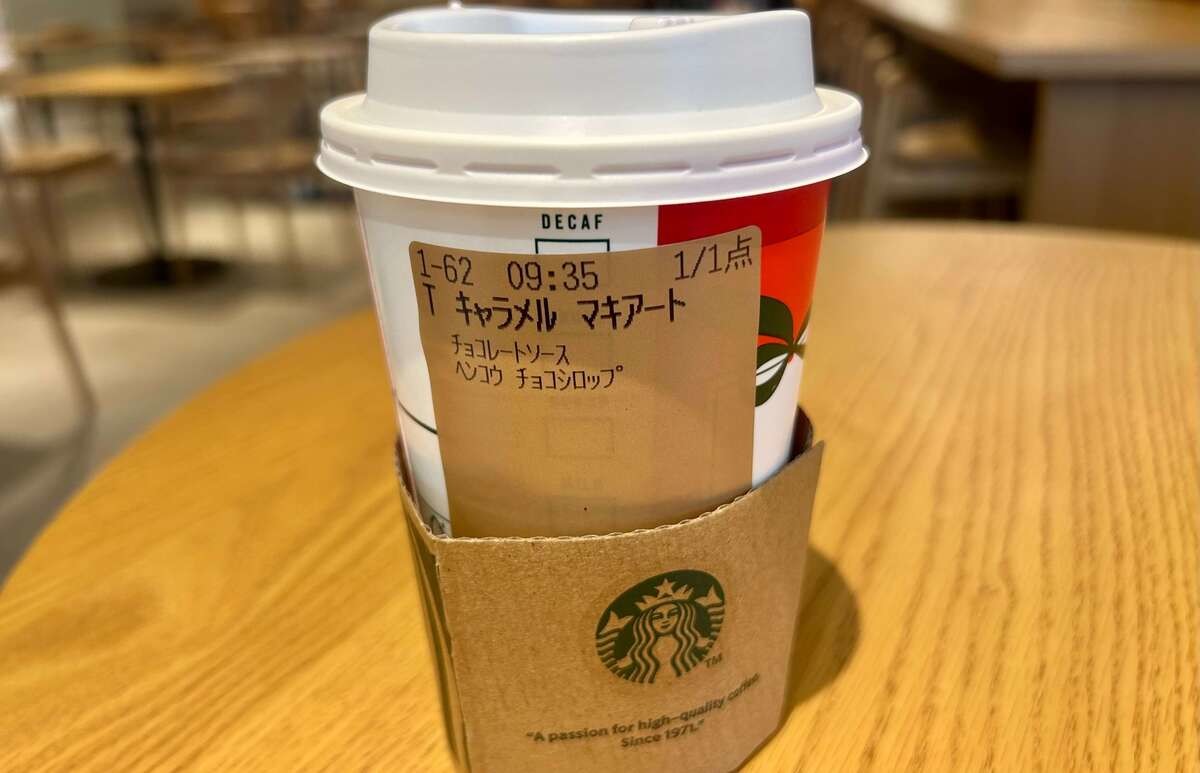 DECAF
1-62 09:35 1/1点
T キャラメル マキアート
チョコレートソース
ヘンコウ チョコシロップ
TM
"A passion for high-quality coffee.
Since 1971."